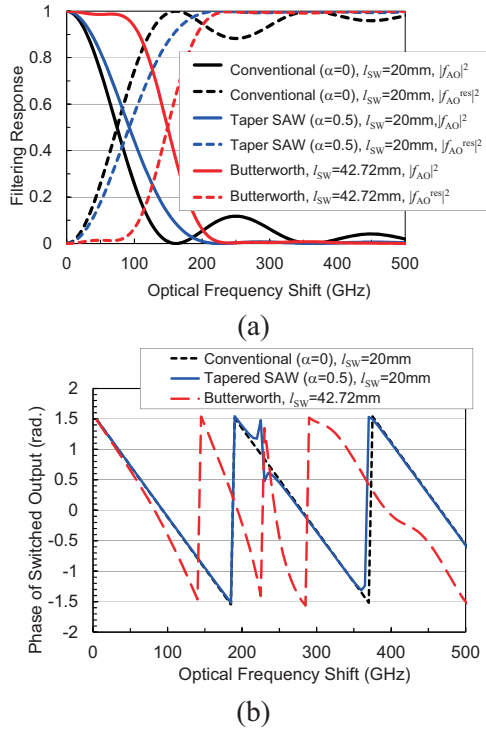 (a)
Filtering Response
1
0.8
0.6
0.4
0.2
0
Conventional (α=0), lSW=20mm, |fAO|²
Conventional (α=0), lSW=20mm, |fAOres|²
Taper SAW (α=0.5), lSW=20mm,|fAO|²
Taper SAW (α=0.5), lSW=20mm, |fAOres|²
Butterworth, lSW=42.72mm, |fAO|²
Butterworth, lSW=42.72mm, |fAOres|²
0 100 200 300 400 500
Optical Frequency Shift (GHz)
(a)
Conventional (α=0), lSW=20mm
Tapered SAW (α=0.5), lSW=20mm
Butterworth, lSW=42.72mm
Phase of Switched Output (rad.)
2
1.5
1
0.5
0
-0.5
-1
-1.5
-2
0 100 200 300 400 500
Optical Frequency Shift (GHz)
(b)